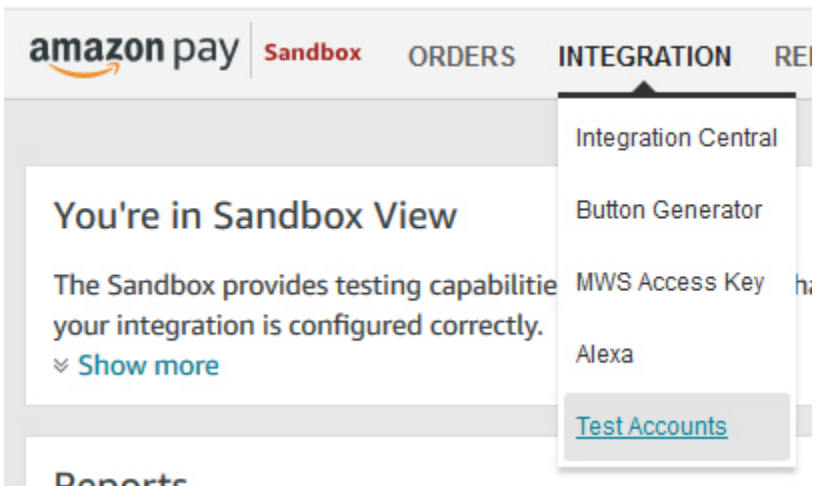 amazon pay Sandbox ORDERS INTEGRATION
Integration Central
Button Generator
MWS Access Key
Alexa
Test Accounts
You're in Sandbox View
The Sandbox provides testing
your integration is configured correctly.
Show more
Reports